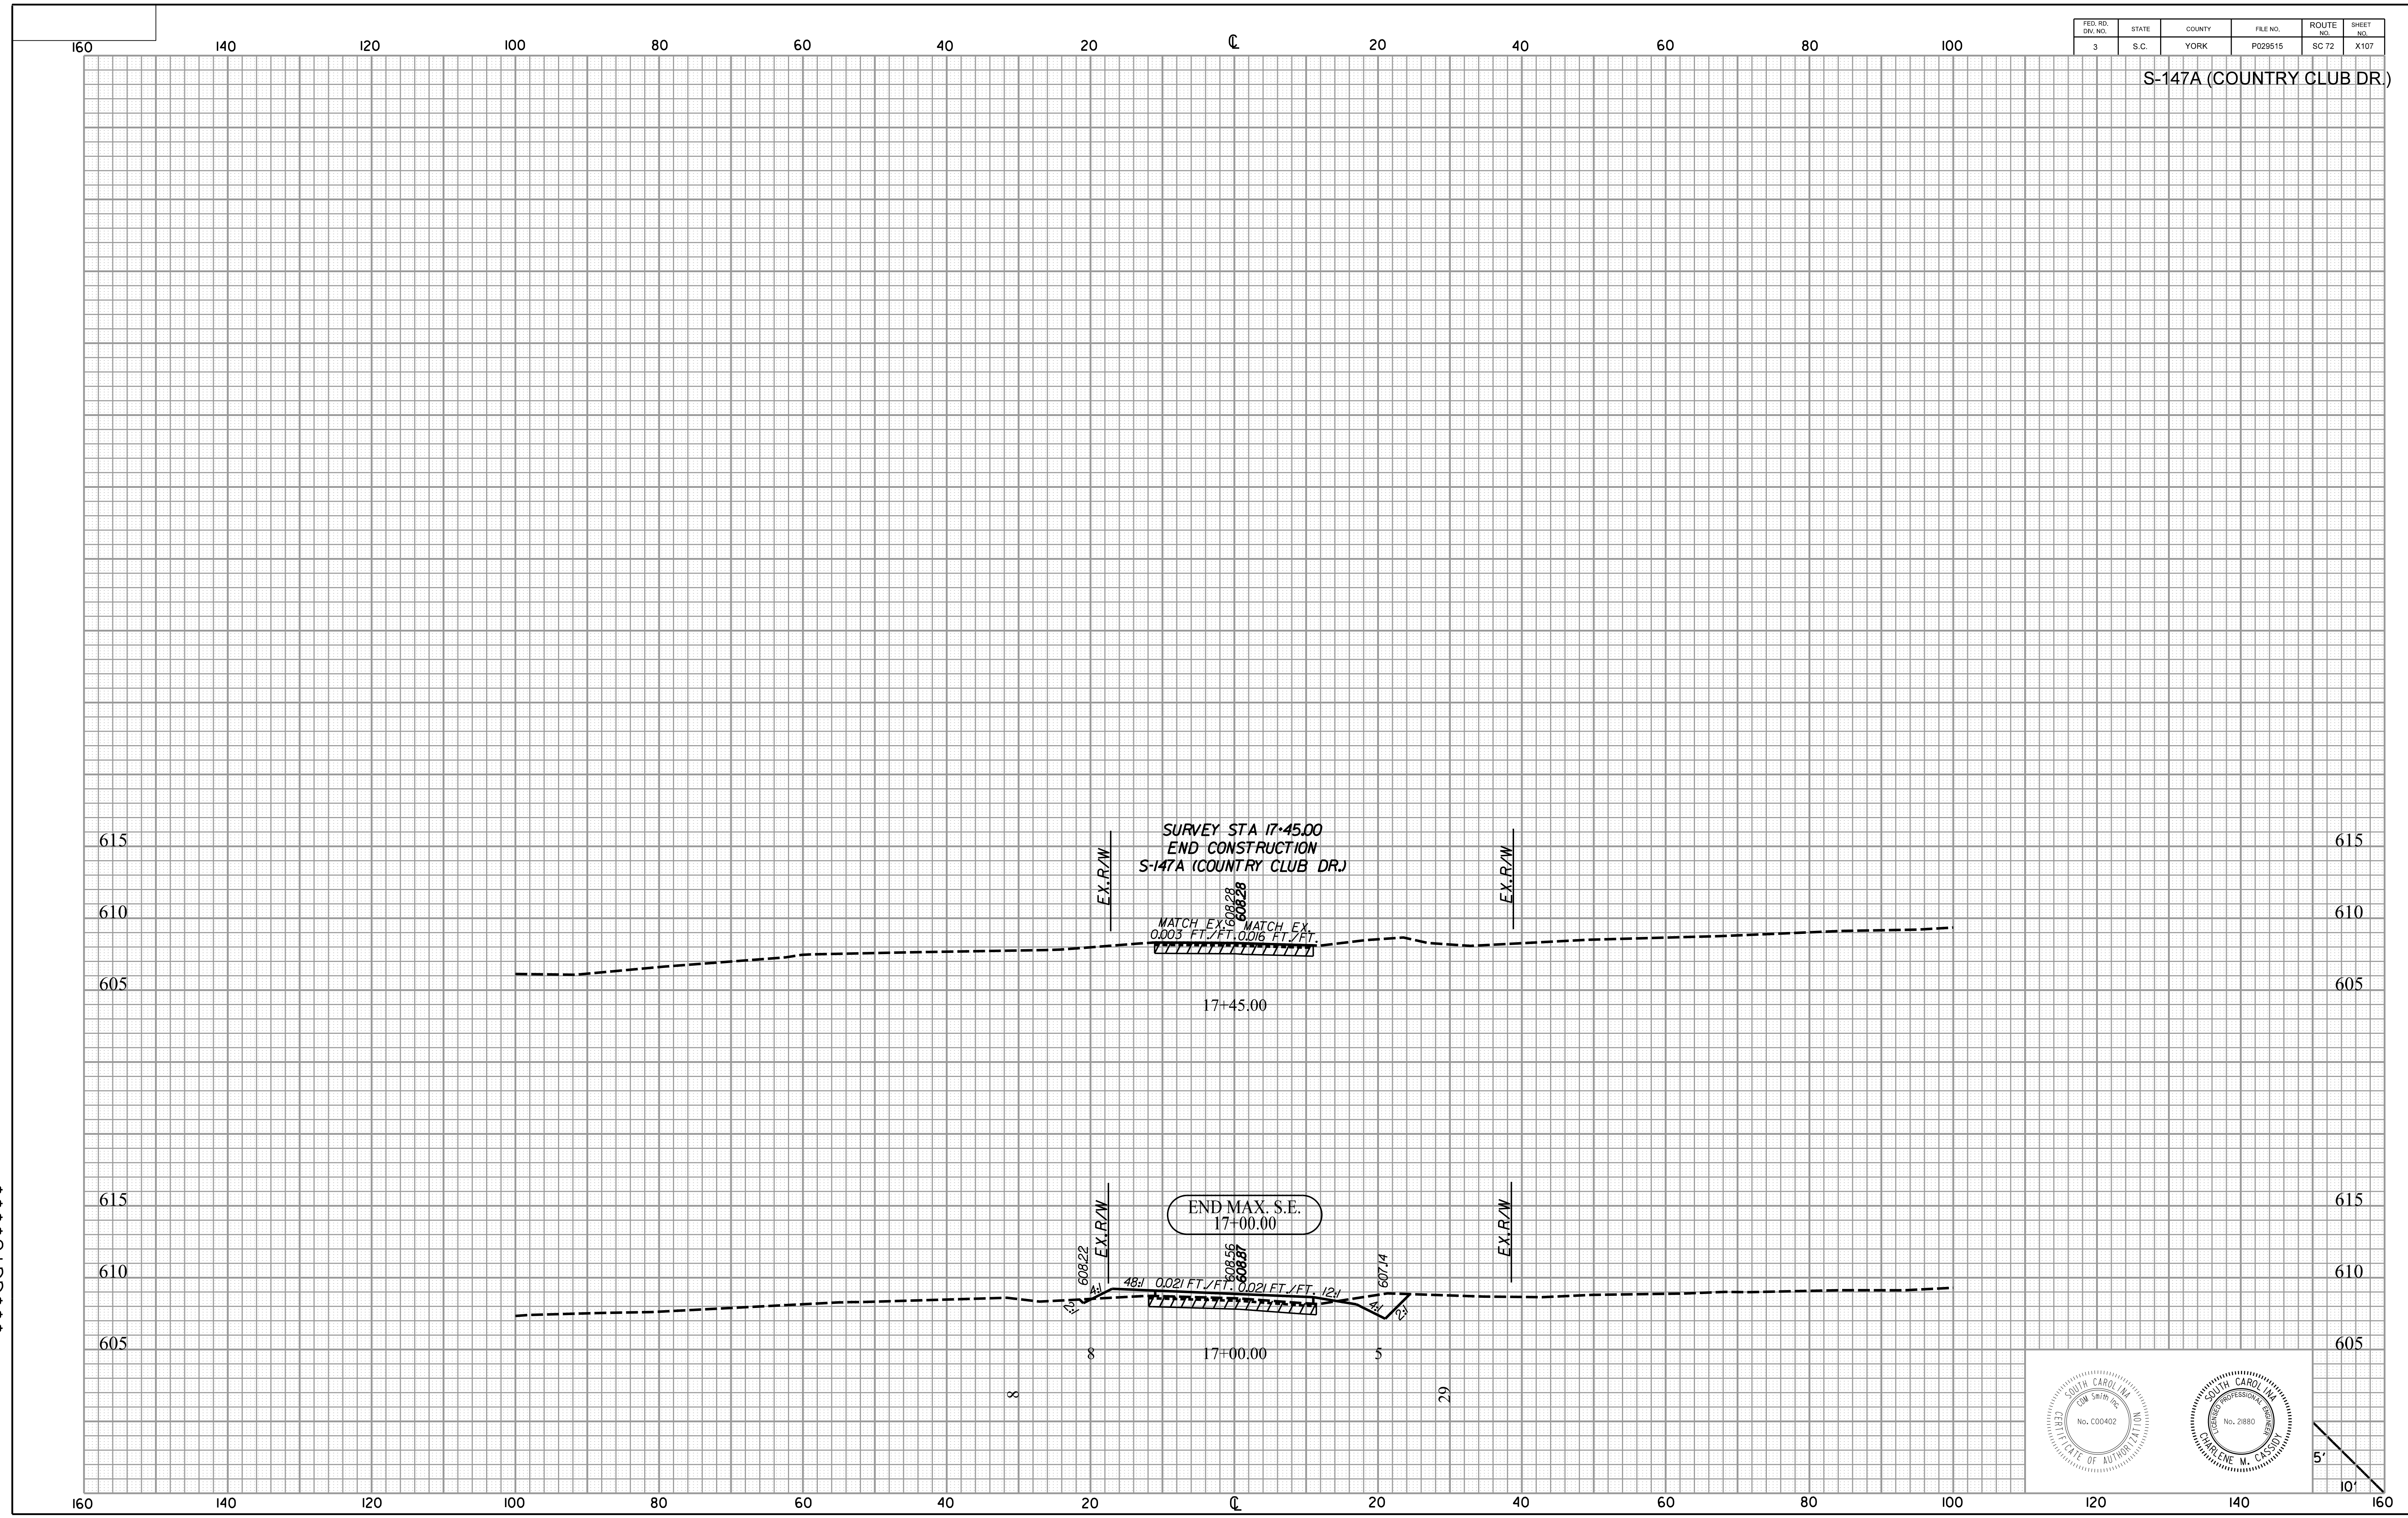 FED. RD. DIV. NO. STATE COUNTY FILE NO. ROUTE NO. SHEET NO.
3 S.C. YORK P029515 SC 72 X107
160 140 120 100 80 60 40 20 ℄ 20 40 60 80 100
S-147A (COUNTRY CLUB DR.)
SURVEY STA 17+45.00
END CONSTRUCTION
S-147A (COUNTRY CLUB DR.)
615 615
EX. R/W EX. R/W
608.28 608.28
610 610
MATCH EX. MATCH EX.
0.003 FT./FT. 0.016 FT./FT.
605 605
17+45.00
615 615
END MAX. S.E.
17+00.00
EX. R/W EX. R/W
608.22 608.56 608.87 607.14
610 610
2:1 4:1 48:1 0.021 FT./FT. 0.021 FT./FT. 12:1 4:1 2:1
605 605
8 17+00.00 5
8 29
SOUTH CAROLINA
CDM Smith Inc.
No. C00402
CERTIFICATE OF AUTHORIZATION
SOUTH CAROLINA
LICENSED PROFESSIONAL ENGINEER
No. 21880
CHARLENE M. CASSIDY
5'
10'
160 140 120 100 80 60 40 20 ℄ 20 40 60 80 100 120 140 160